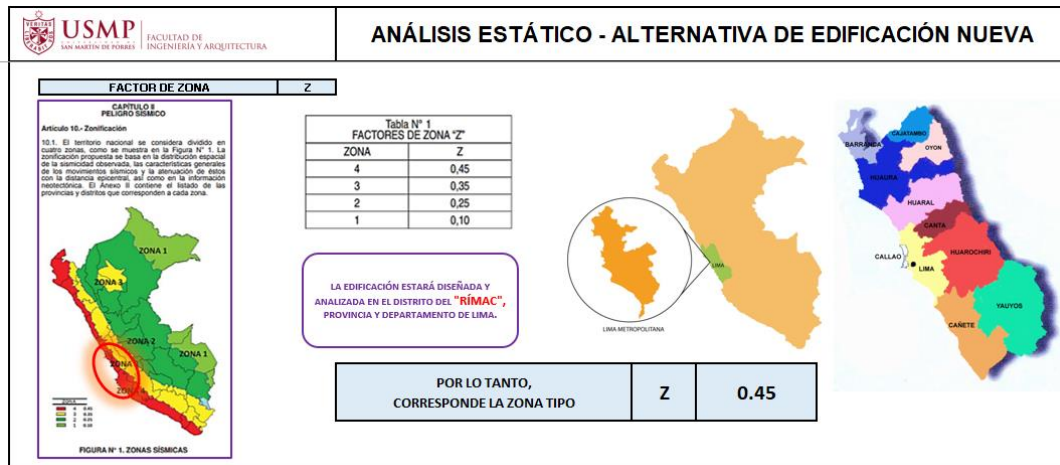 USMP
UNIVERSIDAD DE
SAN MARTIN DE PORRES
FACULTAD DE
INGENIERÍA Y ARQUITECTURA
ANÁLISIS ESTÁTICO - ALTERNATIVA DE EDIFICACIÓN NUEVA
FACTOR DE ZONA Z
CAPÍTULO II
PELIGRO SÍSMICO
Artículo 10.- Zonificación
10.1. El territorio nacional se considera dividido en
cuatro zonas, como se muestra en la Figura N° 1. La
zonificación propuesta se basa en la distribución espacial
de la sismicidad observada, las características generales
de los movimientos sísmicos y la atenuación de éstos
con la distancia epicentral, así como en la información
neotectónica. El Anexo II contiene el listado de las
provincias y distritos que corresponden a cada zona.
ZONA 1
ZONA 3
ZONA 2
ZONA 1
ZONA
ZONA 4
FIGURA N° 1. ZONAS SÍSMICAS
Tabla N° 1
FACTORES DE ZONA "Z"
ZONA Z
4 0,45
3 0,35
2 0,25
1 0,10
LA EDIFICACIÓN ESTARÁ DISEÑADA Y
ANALIZADA EN EL DISTRITO DEL "RÍMAC",
PROVINCIA Y DEPARTAMENTO DE LIMA.
LIMA
LIMA METROPOLITANA
POR LO TANTO,
CORRESPONDE LA ZONA TIPO
Z
0.45
CAJATAMBO
BARRANCA
OYON
HUAURA
HUARAL
CANTA
CALLAO
LIMA
HUAROCHIRI
YAUYOS
CAÑETE